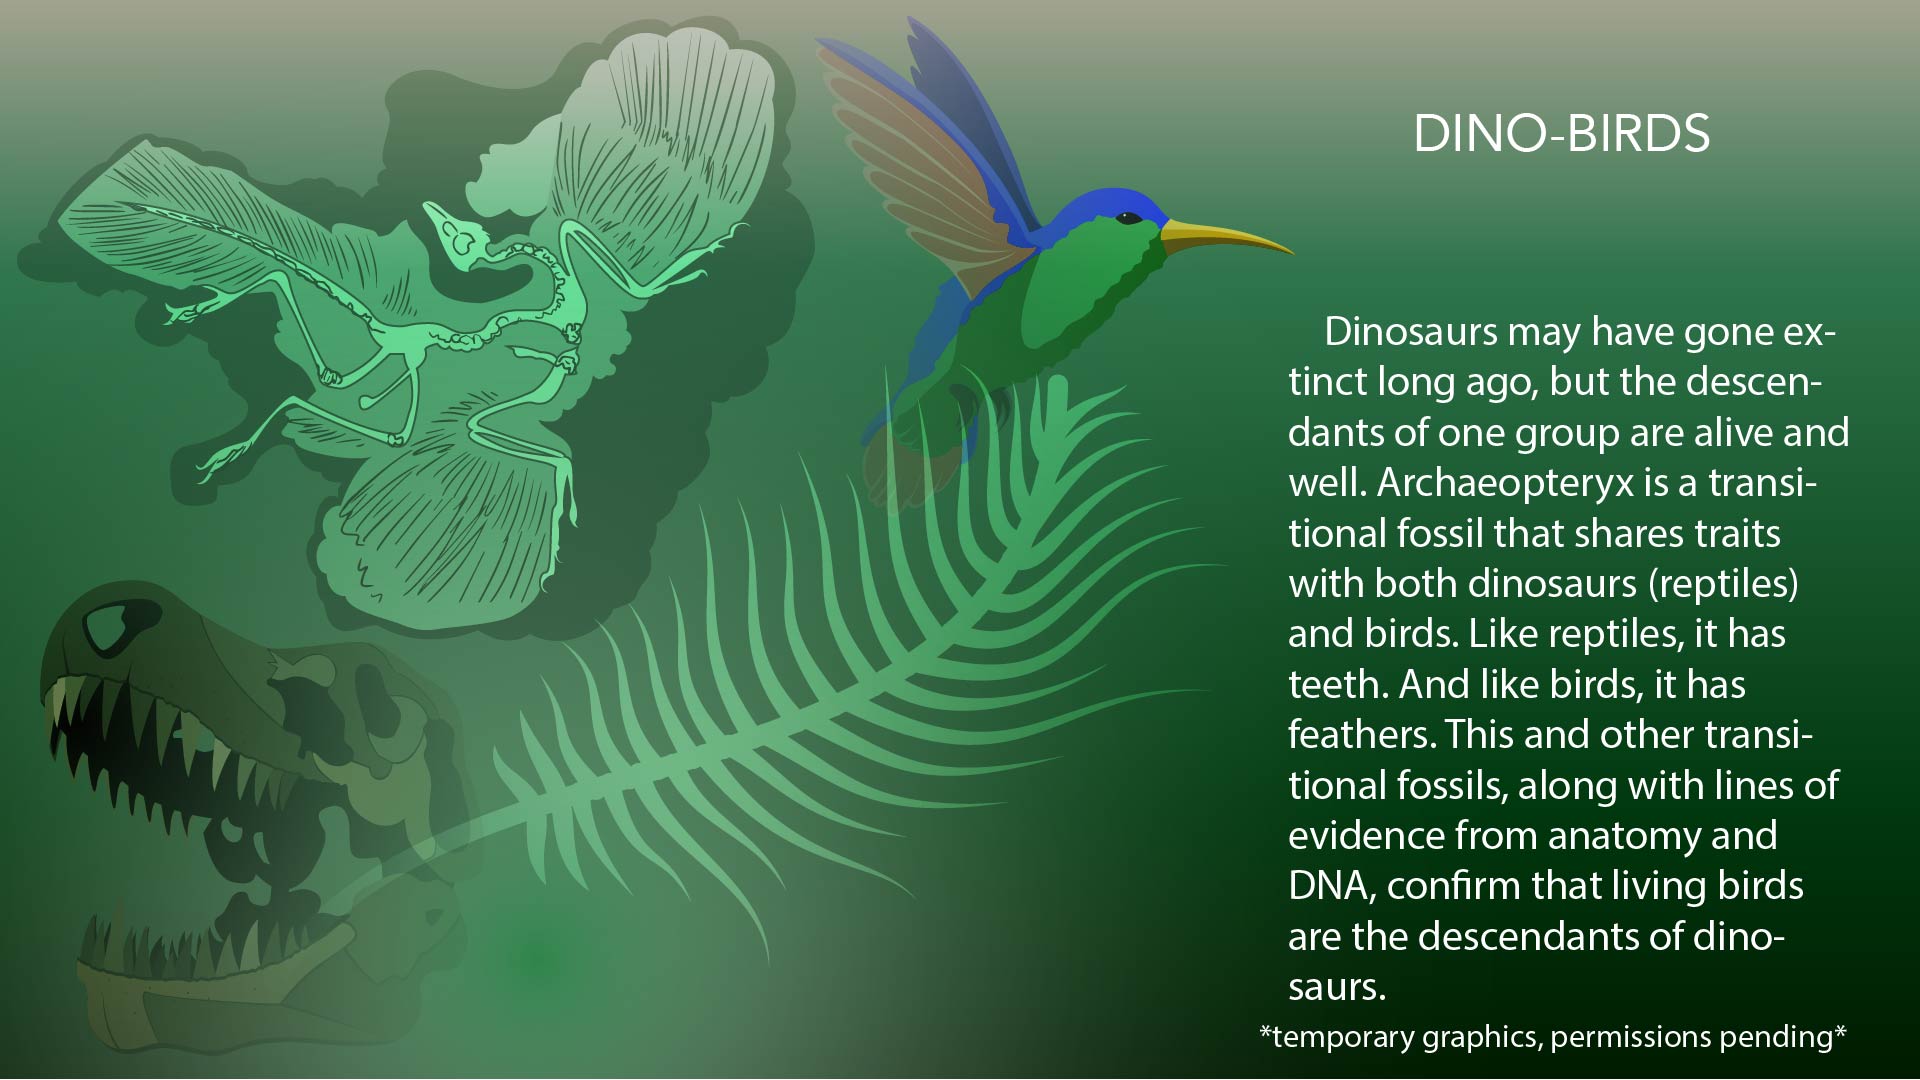 DINO-BIRDS
Dinosaurs may have gone ex-
tinct long ago, but the descen-
dants of one group are alive and
well. Archaeopteryx is a transi-
tional fossil that shares traits
with both dinosaurs (reptiles)
and birds. Like reptiles, it has
teeth. And like birds, it has
feathers. This and other transi-
tional fossils, along with lines of
evidence from anatomy and
DNA, confirm that living birds
are the descendants of dino-
saurs.
*temporary graphics, permissions pending*